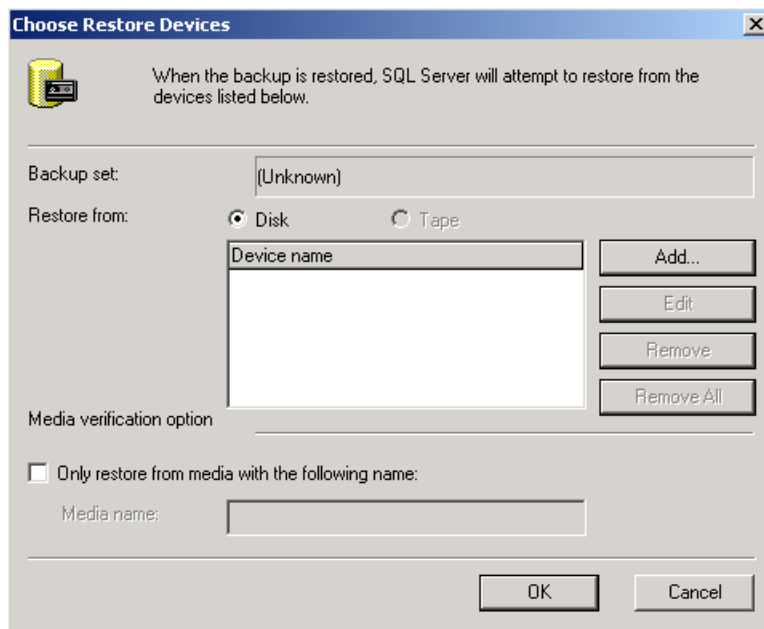 Choose Restore Devices
When the backup is restored, SQL Server will attempt to restore from the
devices listed below.
Backup set:
(Unknown)
Restore from:
Disk
Tape
Device name
Add...
Edit
Remove
Remove All
Media verification option
Only restore from media with the following name:
Media name:
OK
Cancel